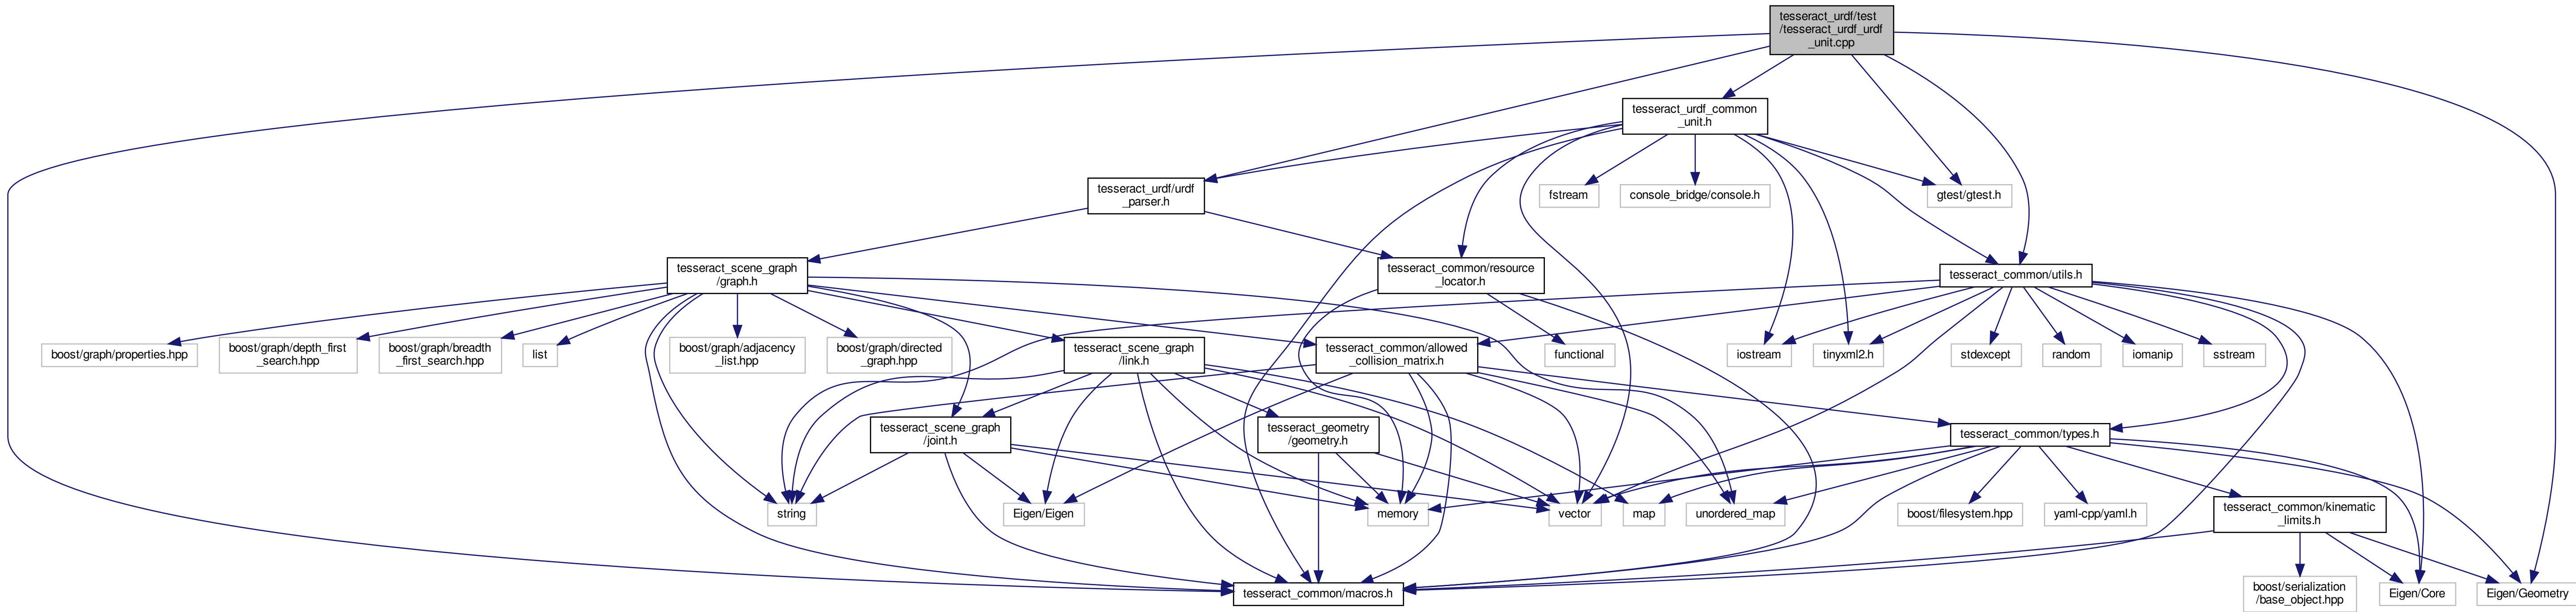 tesseract_urdf/test
/tesseract_urdf_urdf
_unit.cpp
tesseract_urdf_common
_unit.h
tesseract_urdf/urdf
_parser.h
fstream
console_bridge/console.h
gtest/gtest.h
tesseract_scene_graph
/graph.h
tesseract_common/resource
_locator.h
tesseract_common/utils.h
boost/graph/properties.hpp
boost/graph/depth_first
_search.hpp
boost/graph/breadth
_first_search.hpp
list
boost/graph/adjacency
_list.hpp
boost/graph/directed
_graph.hpp
tesseract_scene_graph
/link.h
tesseract_common/allowed
_collision_matrix.h
functional
iostream
tinyxml2.h
stdexcept
random
iomanip
sstream
tesseract_scene_graph
/joint.h
tesseract_geometry
/geometry.h
tesseract_common/types.h
string
Eigen/Eigen
memory
vector
map
unordered_map
boost/filesystem.hpp
yaml-cpp/yaml.h
tesseract_common/kinematic
_limits.h
tesseract_common/macros.h
boost/serialization
/base_object.hpp
Eigen/Core
Eigen/Geometry